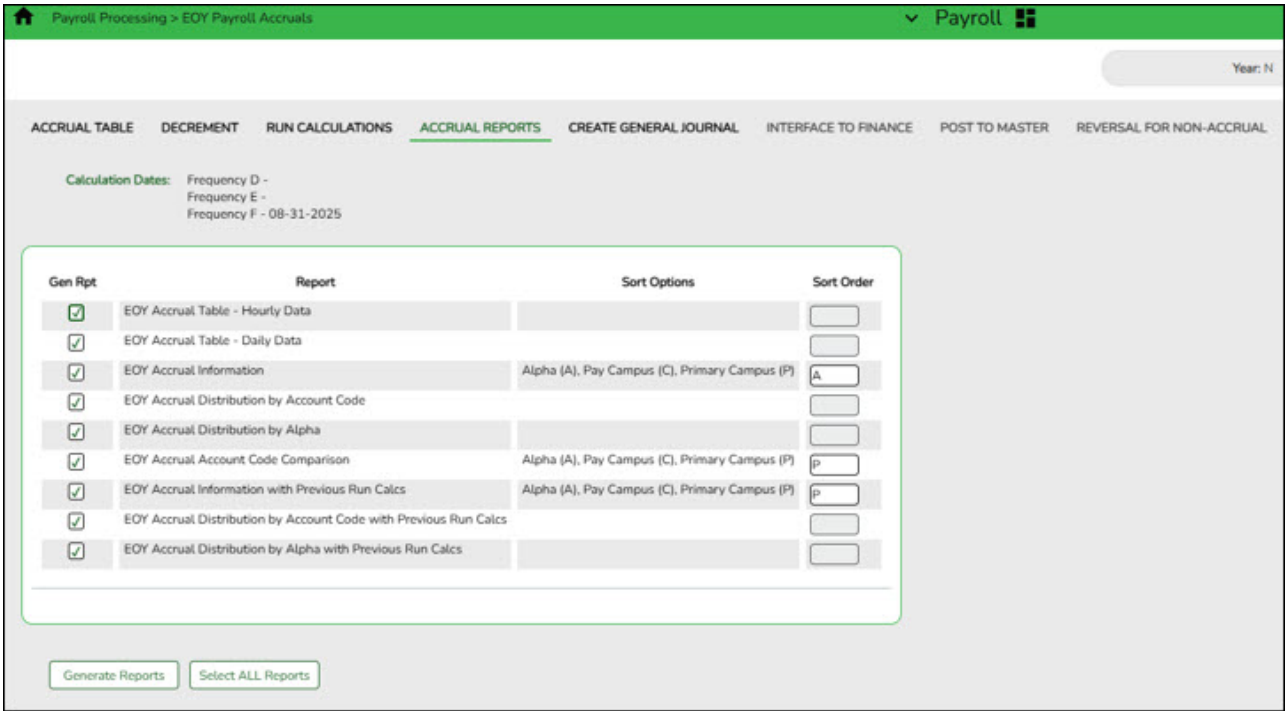 Payroll Processing > EOY Payroll Accruals
Payroll
Year: N
ACCRUAL TABLE DECREMENT RUN CALCULATIONS ACCRUAL REPORTS CREATE GENERAL JOURNAL INTERFACE TO FINANCE POST TO MASTER REVERSAL FOR NON-ACCRUAL
Calculation Dates: Frequency D -
Frequency E -
Frequency F - 08-31-2025
Gen Rpt Report Sort Options Sort Order
EOY Accrual Table - Hourly Data
EOY Accrual Table - Daily Data
EOY Accrual Information Alpha (A), Pay Campus (C), Primary Campus (P) A
EOY Accrual Distribution by Account Code
EOY Accrual Distribution by Alpha
EOY Accrual Account Code Comparison Alpha (A), Pay Campus (C), Primary Campus (P) P
EOY Accrual Information with Previous Run Calcs Alpha (A), Pay Campus (C), Primary Campus (P) P
EOY Accrual Distribution by Account Code with Previous Run Calcs
EOY Accrual Distribution by Alpha with Previous Run Calcs
Generate Reports Select ALL Reports